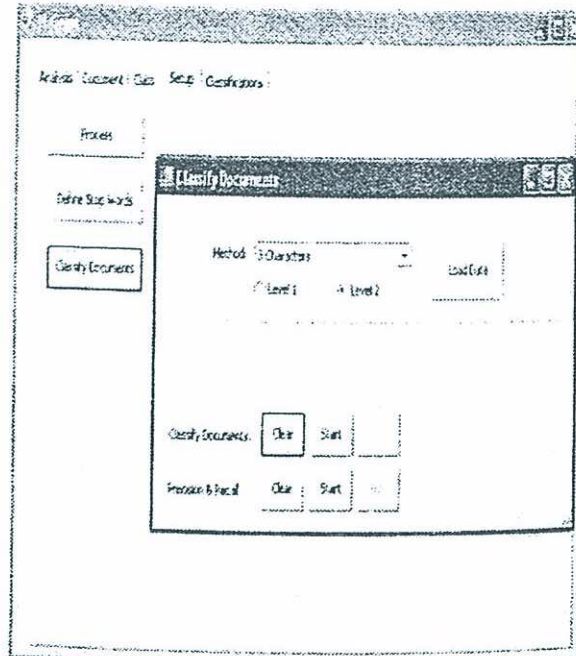 Analysis Document Class Setup Classifications
Process
Define Stop Words
Classify Documents
Classify Documents
Method 3-Characters
Load Data
Level 1 Level 2
Classify Documents Clear Start
Precision & Recall Clear Start